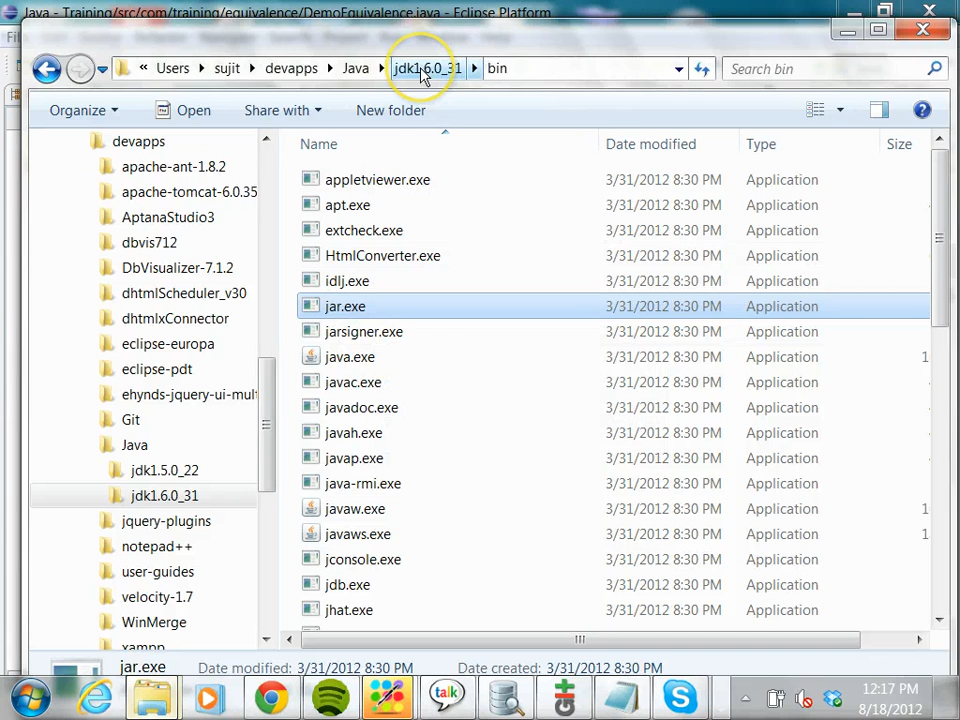 Java - Training/src/com/training/equivalence/DemoEquivalence.java - Eclipse Platform
« Users sujit devapps Java jdk1.6.0_31 bin
Search bin
Organize Open Share with New folder
Name Date modified Type Size
devapps
apache-ant-1.8.2
apache-tomcat-6.0.35
AptanaStudio3
dbvis712
DbVisualizer-7.1.2
dhtmlScheduler_v30
dhtmlxConnector
eclipse-europa
eclipse-pdt
ehynds-jquery-ui-mult
Git
Java
jdk1.5.0_22
jdk1.6.0_31
jquery-plugins
notepad++
user-guides
velocity-1.7
WinMerge
xampp
appletviewer.exe 3/31/2012 8:30 PM Application
apt.exe 3/31/2012 8:30 PM Application
extcheck.exe 3/31/2012 8:30 PM Application
HtmlConverter.exe 3/31/2012 8:30 PM Application
idlj.exe 3/31/2012 8:30 PM Application
jar.exe 3/31/2012 8:30 PM Application
jarsigner.exe 3/31/2012 8:30 PM Application
java.exe 3/31/2012 8:30 PM Application 1
javac.exe 3/31/2012 8:30 PM Application
javadoc.exe 3/31/2012 8:30 PM Application
javah.exe 3/31/2012 8:30 PM Application
javap.exe 3/31/2012 8:30 PM Application
java-rmi.exe 3/31/2012 8:30 PM Application
javaw.exe 3/31/2012 8:30 PM Application 1
javaws.exe 3/31/2012 8:30 PM Application 1
jconsole.exe 3/31/2012 8:30 PM Application
jdb.exe 3/31/2012 8:30 PM Application
jhat.exe 3/31/2012 8:30 PM Application
jar.exe Date modified: 3/31/2012 8:30 PM Date created: 3/31/2012 8:30 PM
Application
talk
12:17 PM
8/18/2012